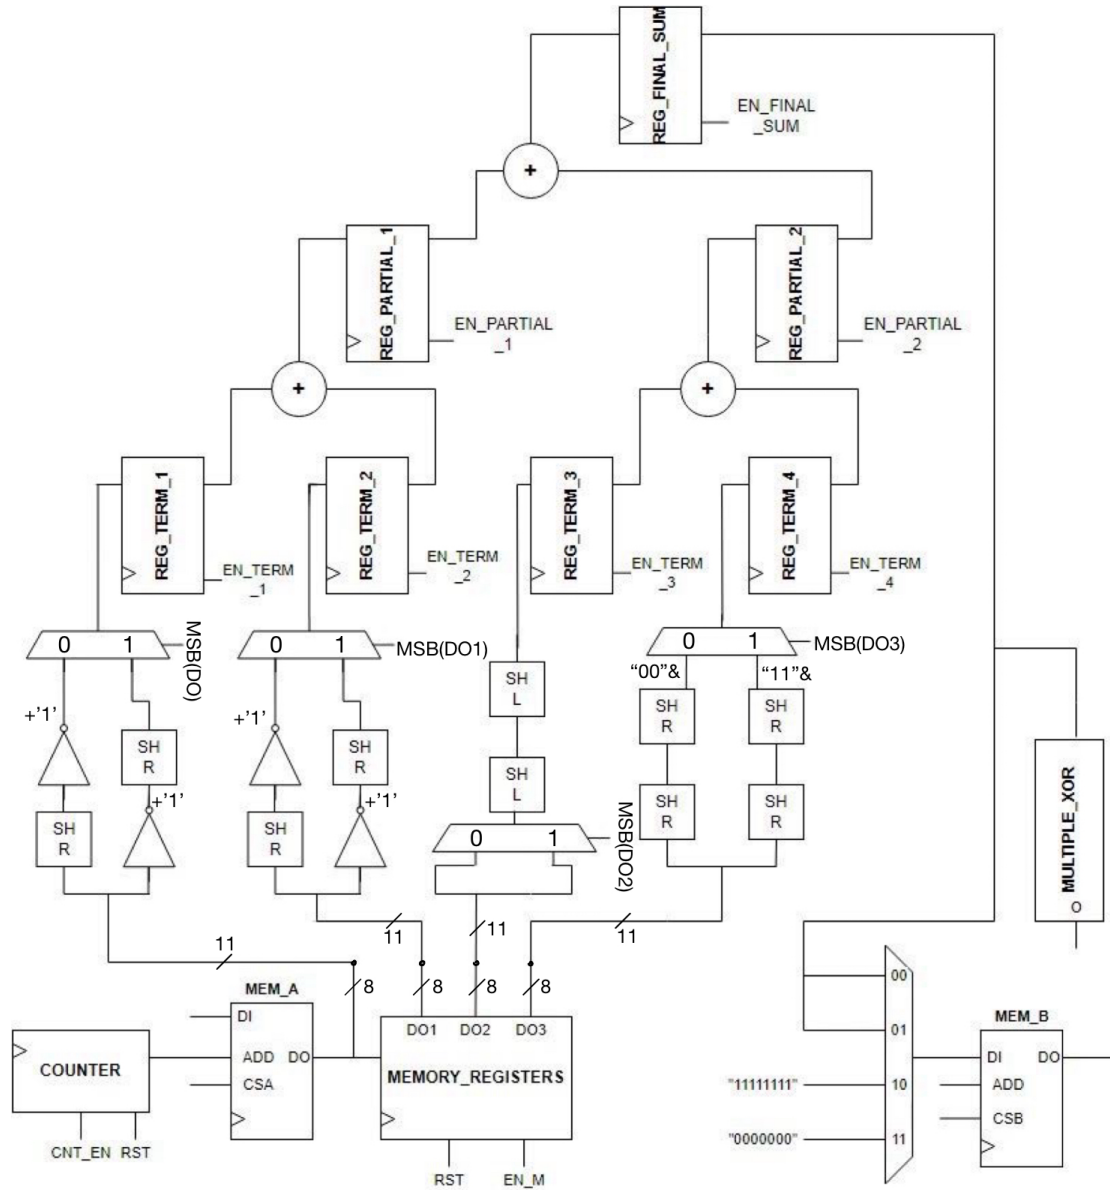 REG_FINAL_SUM
EN_FINAL
_SUM
+
REG_PARTIAL_1
EN_PARTIAL
_1
REG_PARTIAL_2
EN_PARTIAL
_2
+
+
REG_TERM_1
EN_TERM
_1
REG_TERM_2
EN_TERM
_2
REG_TERM_3
EN_TERM
_3
REG_TERM_4
EN_TERM
_4
0 1
MSB(DO)
0 1
MSB(DO1)
0 1
MSB(DO3)
"00"&
"11"&
+'1'
SH
R
+'1'
SH
R
+'1'
SH
R
+'1'
SH
R
SH
L
SH
L
0 1
MSB(DO2)
SH
R
SH
R
SH
R
SH
R
MULTIPLE_XOR
O
11
11
11
11
8
8
8
8
MEM_A
DI
ADD DO
CSA
COUNTER
CNT_EN RST
DO1 DO2 DO3
MEMORY_REGISTERS
RST EN_M
00
01
10
11
"11111111"
"0000000"
MEM_B
DI DO
ADD
CSB